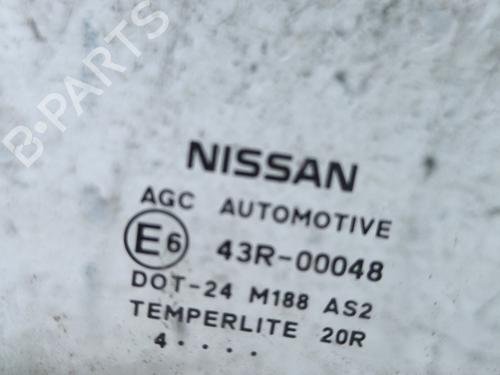 B-PARTS
NISSAN
AGC AUTOMOTIVE
E6 43R-00048
DOT-24 M188 AS2
TEMPERLITE 20R
4 . . . .